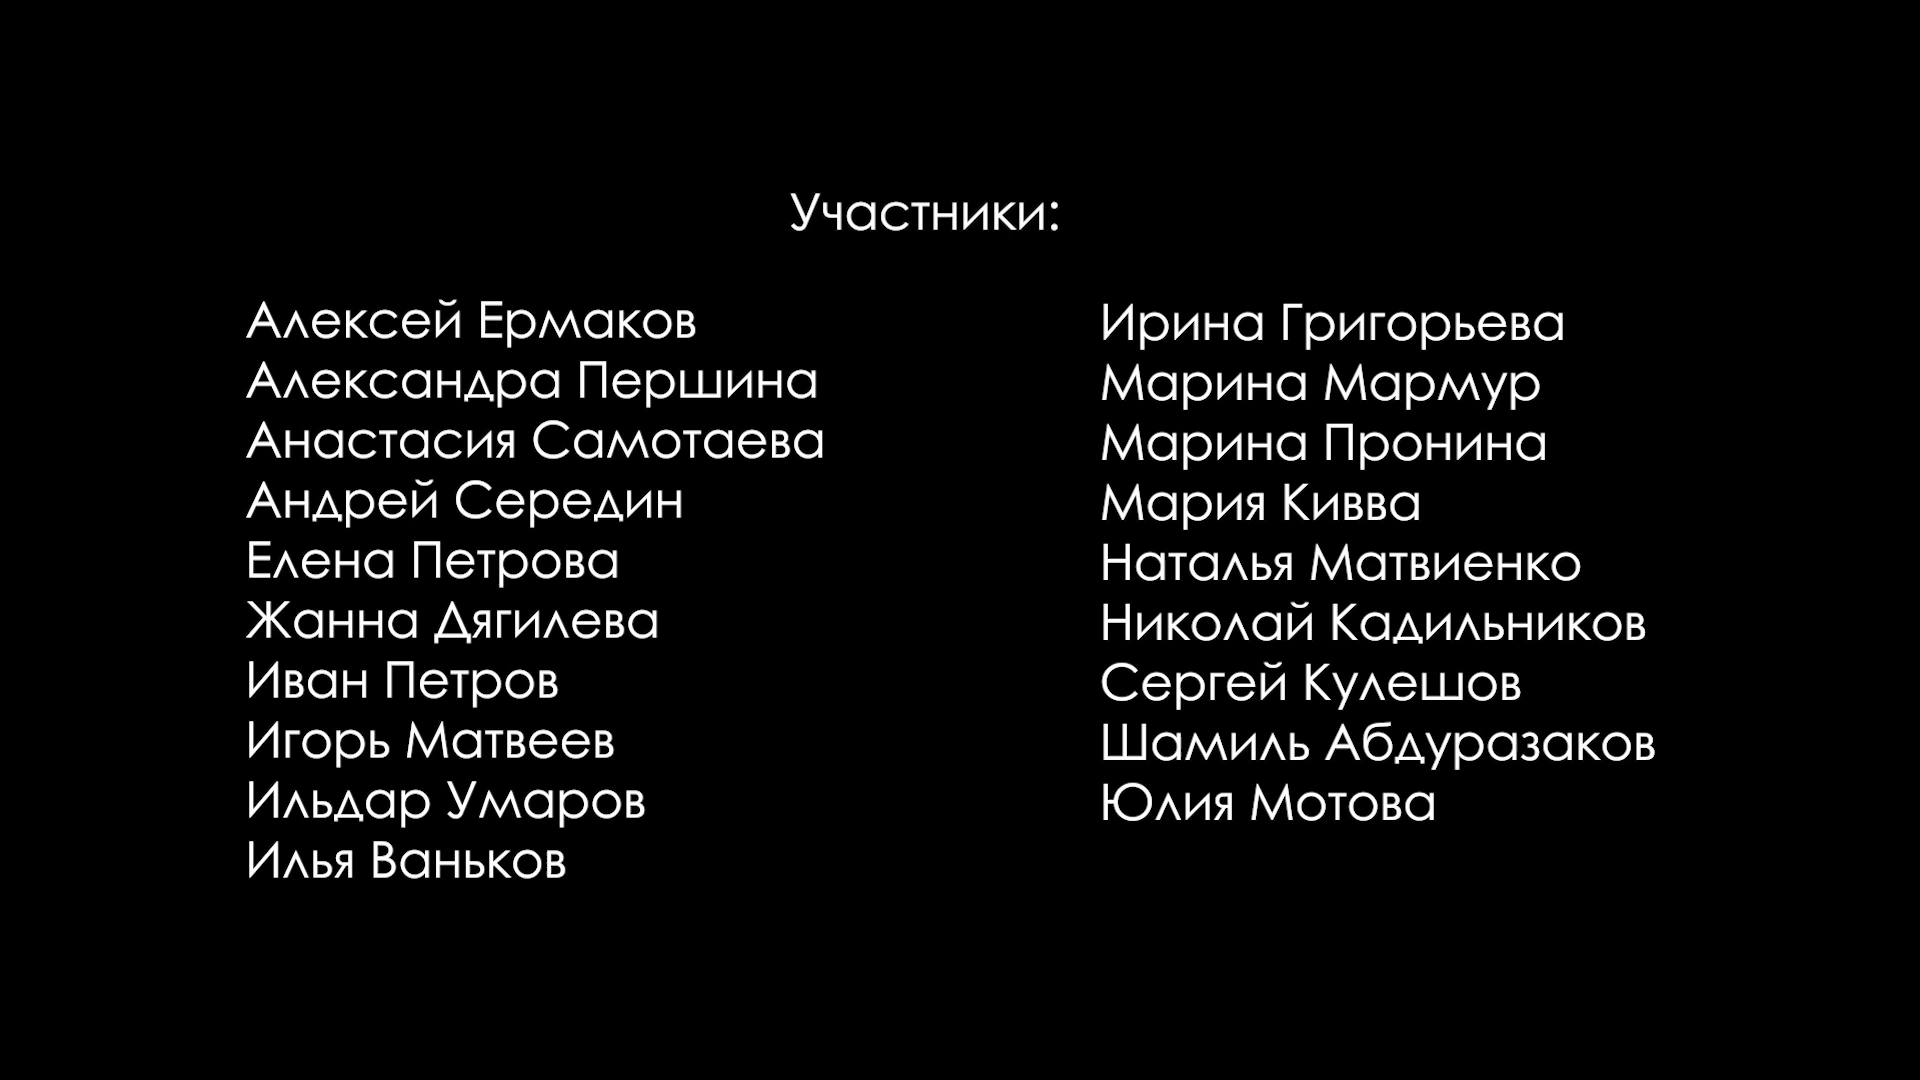 Участники:
Алексей Ермаков
Александра Першина
Анастасия Самотаева
Андрей Середин
Елена Петрова
Жанна Дягилева
Иван Петров
Игорь Матвеев
Ильдар Умаров
Илья Ваньков
Ирина Григорьева
Марина Мармур
Марина Пронина
Мария Кивва
Наталья Матвиенко
Николай Кадильников
Сергей Кулешов
Шамиль Абдуразаков
Юлия Мотова